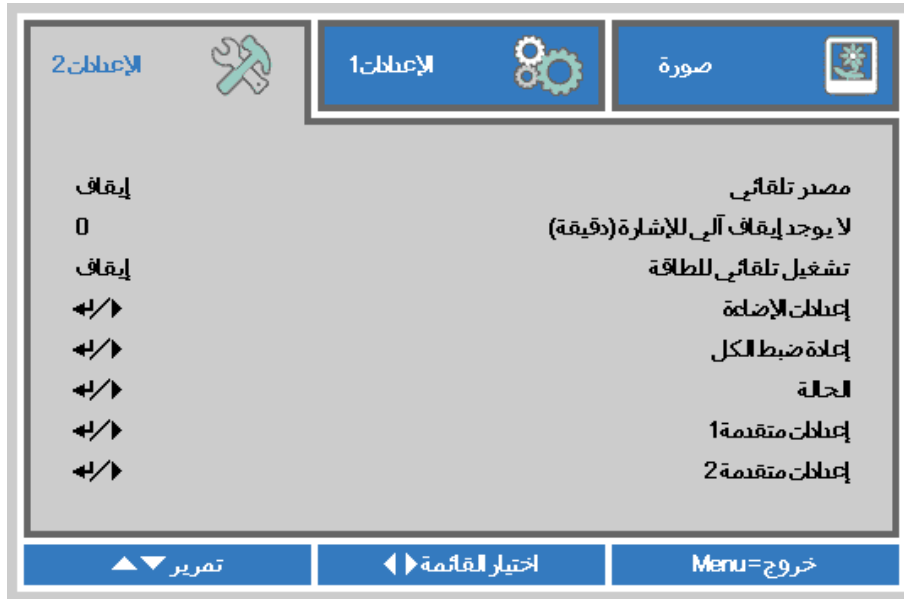 صورة
الإعدادات1
الإعدادات2
مصدر تلقائي إيقاف
لا يوجد إيقاف آلي للإشارة (دقيقة) 0
تشغيل تلقائي للطاقة إيقاف
إعدادات الإضاءة
إعادة ضبط الكل
الحالة
إعدادات متقدمة1
إعدادات متقدمة2
خروج=Menu
اختيار القائمة
تمرير